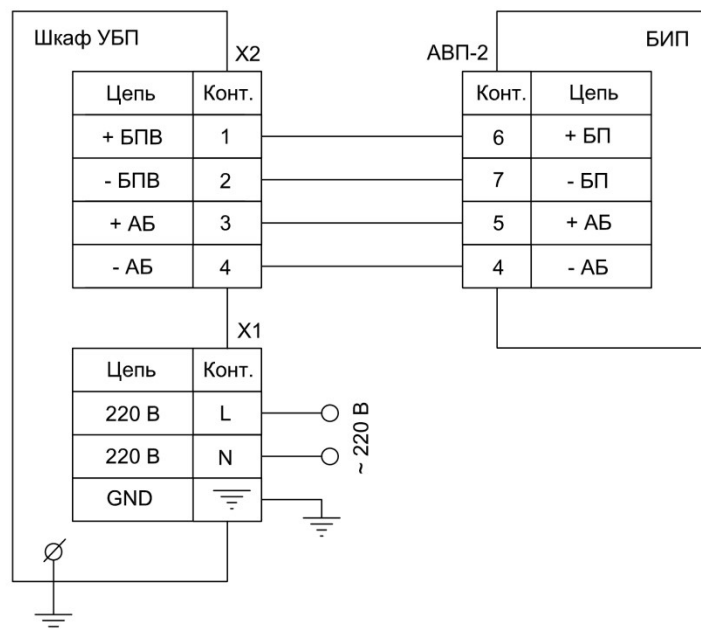 Шкаф УБП
X2
Цепь Конт.
+ БПВ 1
- БПВ 2
+ АБ 3
- АБ 4
АВП-2
БИП
Конт. Цепь
6 + БП
7 - БП
5 + АБ
4 - АБ
X1
Цепь Конт.
220 В L
220 В N
GND
~ 220 В